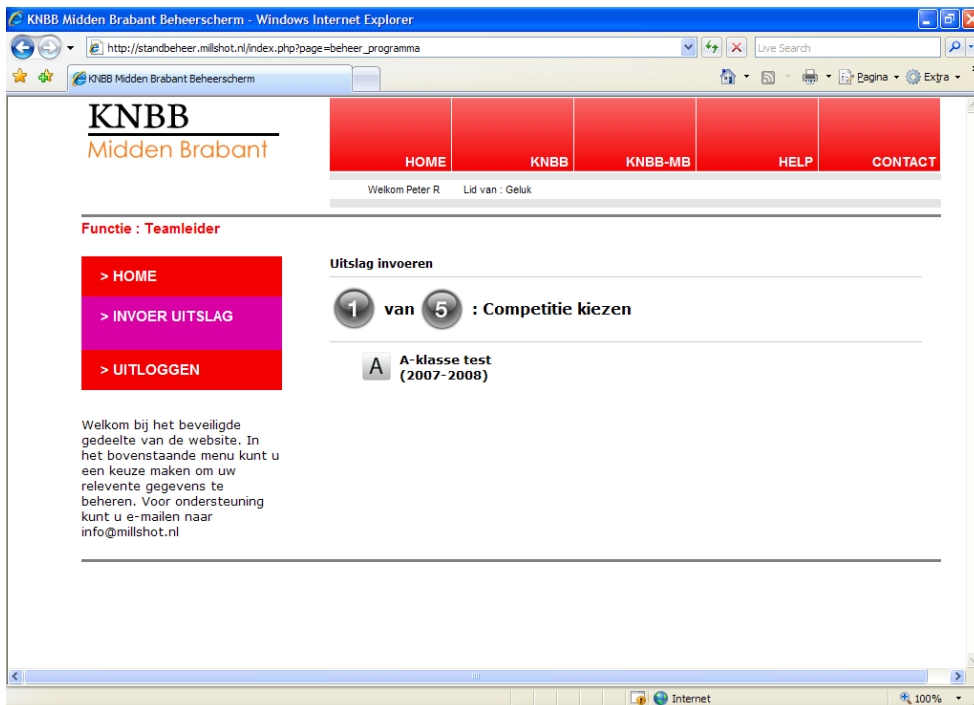 KNBB Midden Brabant Beheerscherm - Windows Internet Explorer
http://standbeheer.millshot.nl/index.php?page=beheer_programma
Live Search
KNBB Midden Brabant Beheerscherm
Pagina
Extra
KNBB
Midden Brabant
HOME KNBB KNBB-MB HELP CONTACT
Welkom Peter R Lid van : Geluk
Functie : Teamleider
> HOME
> INVOER UITSLAG
> UITLOGGEN
Welkom bij het beveiligde
gedeelte van de website. In
het bovenstaande menu kunt u
een keuze maken om uw
relevente gegevens te
beheren. Voor ondersteuning
kunt u e-mailen naar
info@millshot.nl
Uitslag invoeren
1 van 5 : Competitie kiezen
A A-klasse test
(2007-2008)
Internet
100%